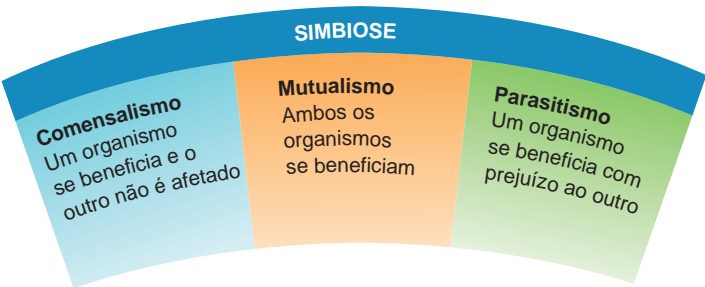 SIMBIOSE
Comensalismo
Um organismo
se beneficia e o
outro não é afetado
Mutualismo
Ambos os
organismos
se beneficiam
Parasitismo
Um organismo
se beneficia com
prejuízo ao outro